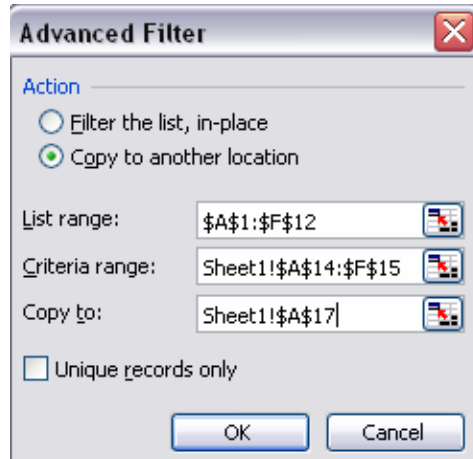 Advanced Filter
Action
Filter the list, in-place
Copy to another location
List range: $A$1:$F$12
Criteria range: Sheet1!$A$14:$F$15
Copy to: Sheet1!$A$17
Unique records only
OK Cancel